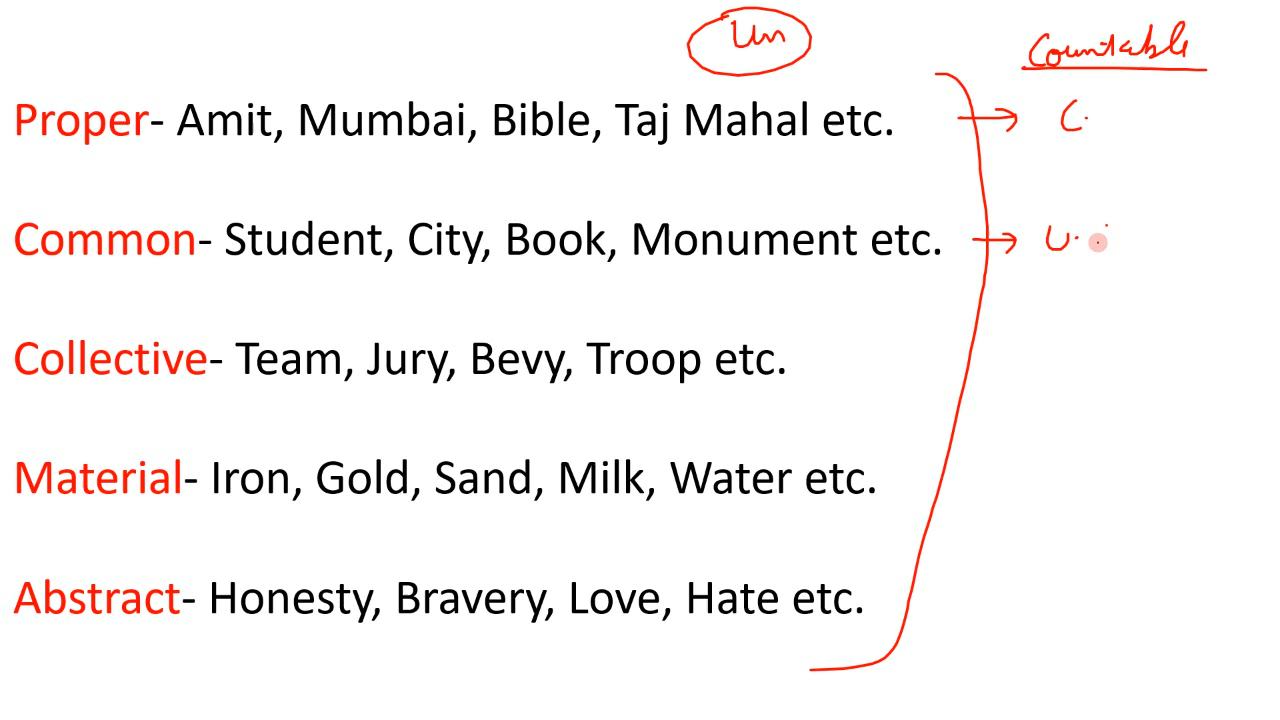 Un
Countable
Proper- Amit, Mumbai, Bible, Taj Mahal etc. → C.
Common- Student, City, Book, Monument etc. → U.
Collective- Team, Jury, Bevy, Troop etc.
Material- Iron, Gold, Sand, Milk, Water etc.
Abstract- Honesty, Bravery, Love, Hate etc.